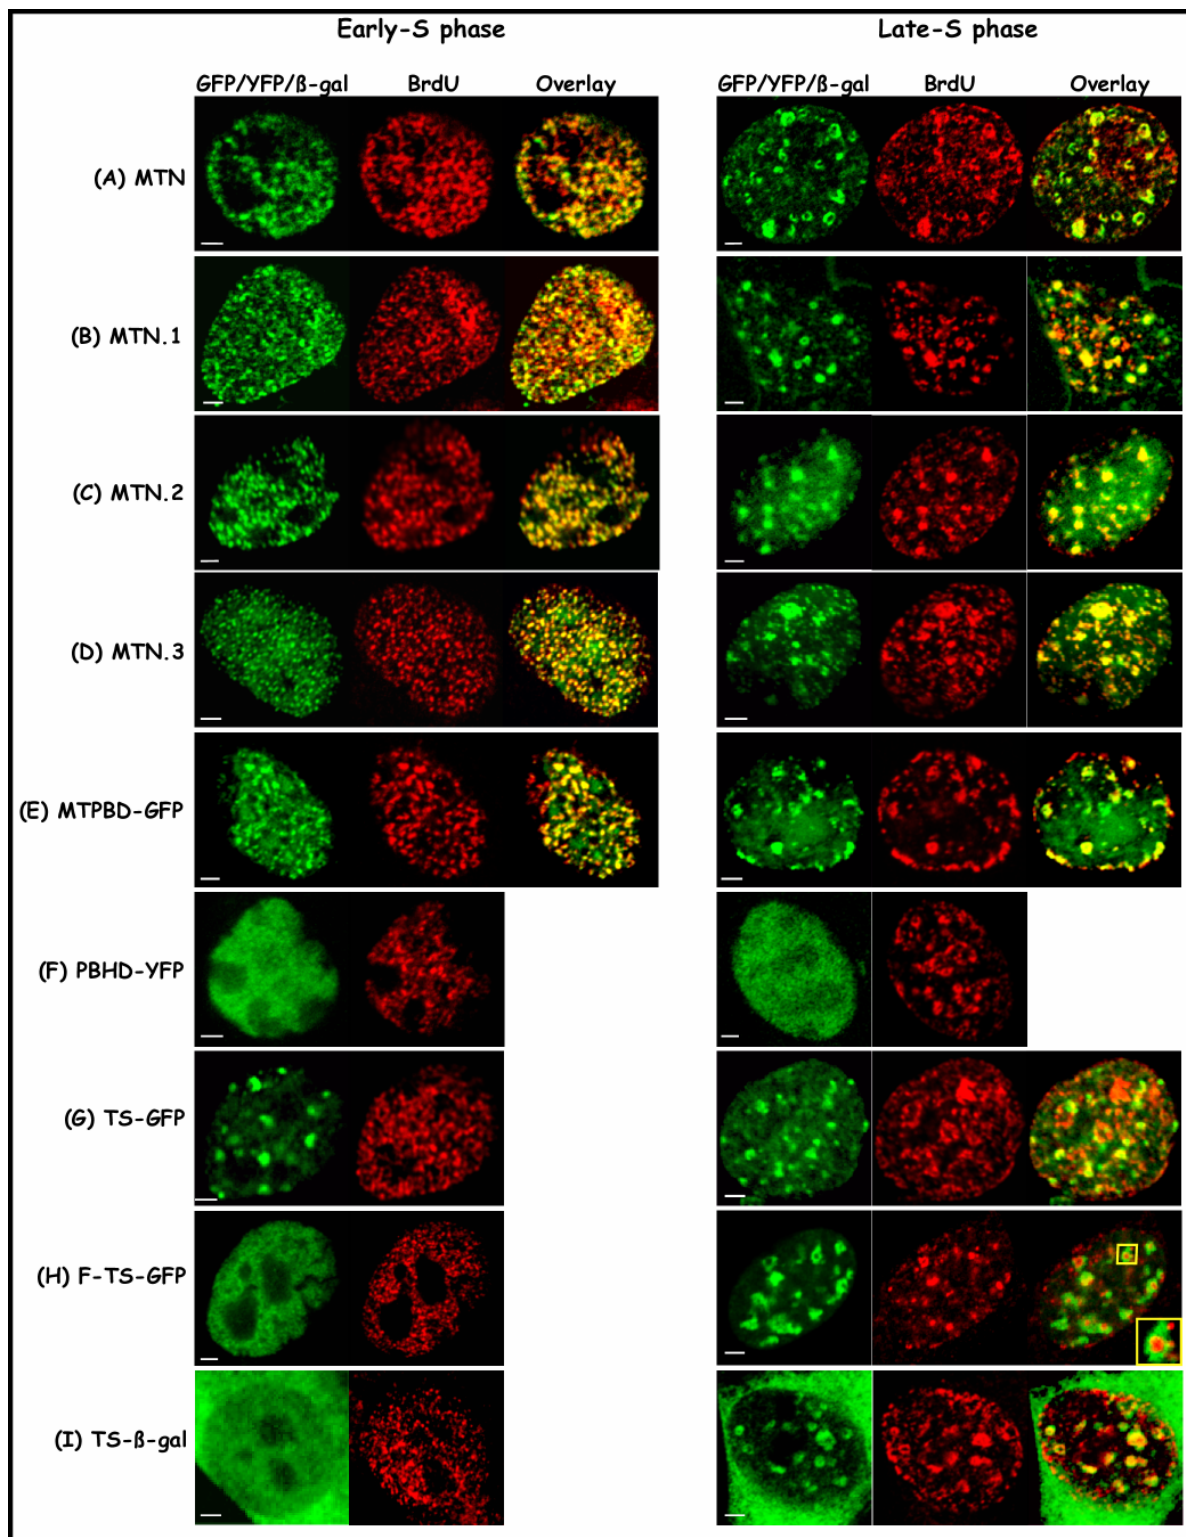 Early-S phase Late-S phase
GFP/YFP/ß-gal BrdU Overlay GFP/YFP/ß-gal BrdU Overlay
(A) MTN
(B) MTN.1
(C) MTN.2
(D) MTN.3
(E) MTPBD-GFP
(F) PBHD-YFP
(G) TS-GFP
(H) F-TS-GFP
(I) TS-ß-gal